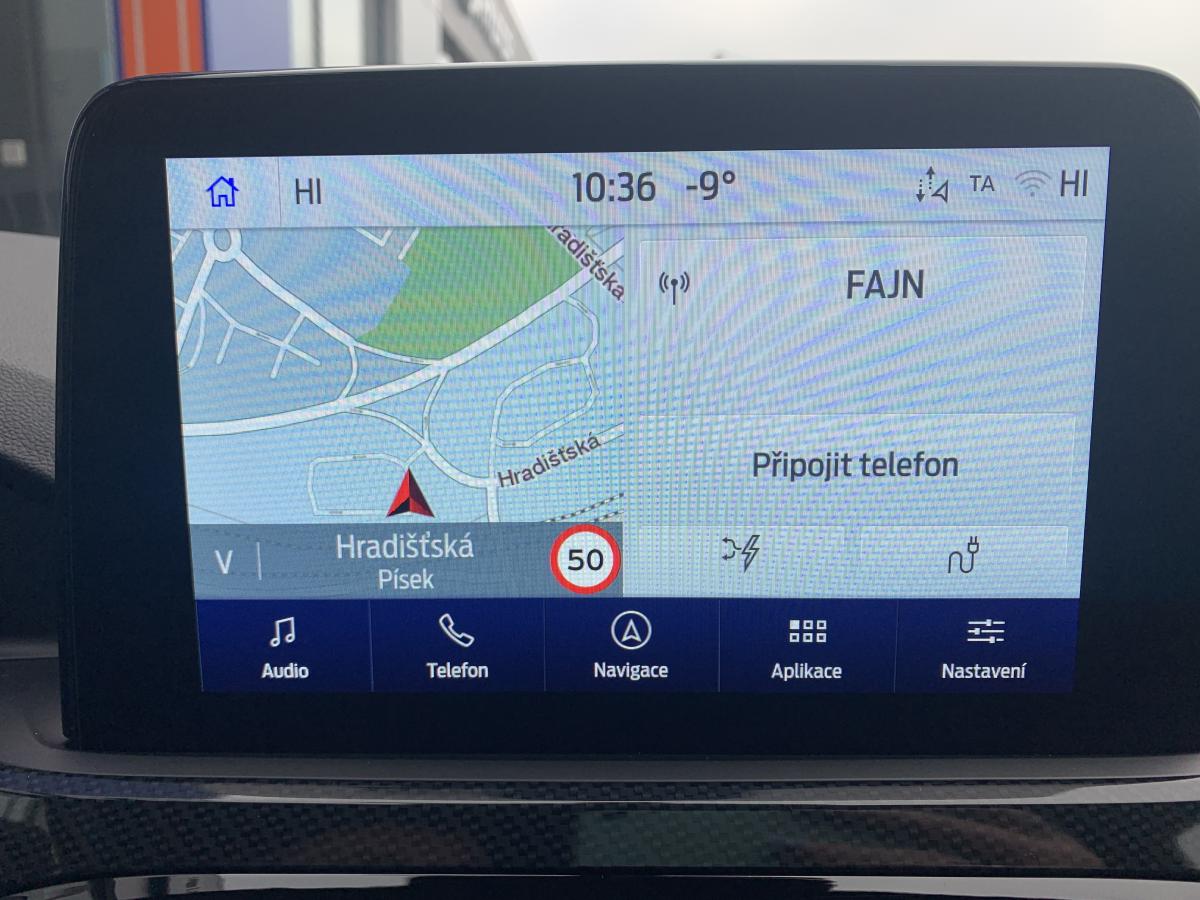 HI
10:36 -9°
TA
HI
Hradišťská
FAJN
Připojit telefon
Hradišťská
V
Hradišťská
Písek
50
Audio
Telefon
Navigace
Aplikace
Nastavení